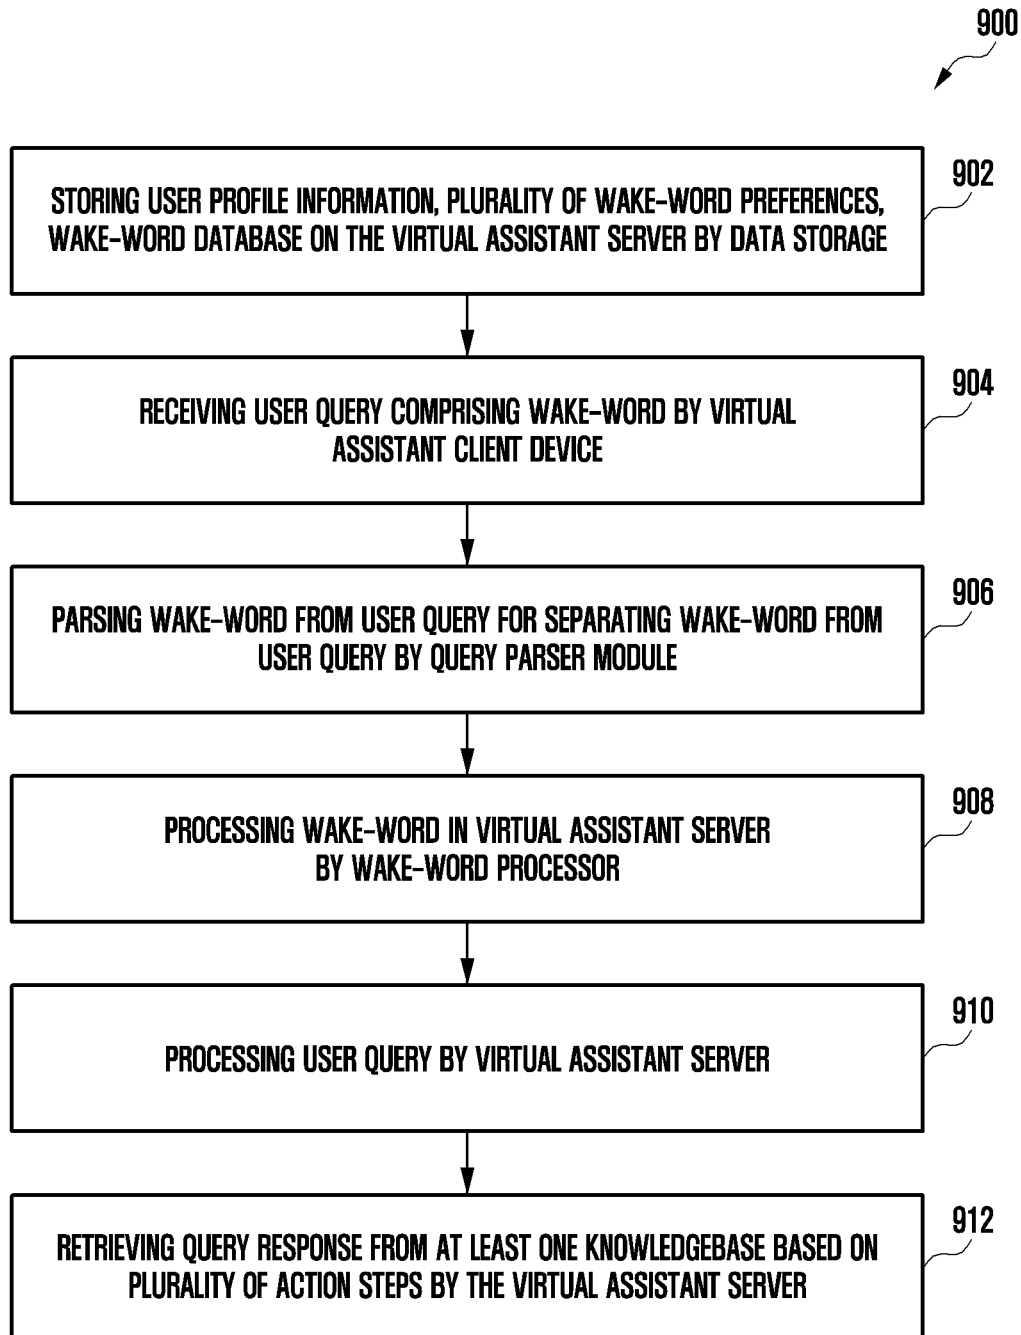 900
902
STORING USER PROFILE INFORMATION, PLURALITY OF WAKE-WORD PREFERENCES,
WAKE-WORD DATABASE ON THE VIRTUAL ASSISTANT SERVER BY DATA STORAGE
904
RECEIVING USER QUERY COMPRISING WAKE-WORD BY VIRTUAL
ASSISTANT CLIENT DEVICE
906
PARSING WAKE-WORD FROM USER QUERY FOR SEPARATING WAKE-WORD FROM
USER QUERY BY QUERY PARSER MODULE
908
PROCESSING WAKE-WORD IN VIRTUAL ASSISTANT SERVER
BY WAKE-WORD PROCESSOR
910
PROCESSING USER QUERY BY VIRTUAL ASSISTANT SERVER
912
RETRIEVING QUERY RESPONSE FROM AT LEAST ONE KNOWLEDGEBASE BASED ON
PLURALITY OF ACTION STEPS BY THE VIRTUAL ASSISTANT SERVER